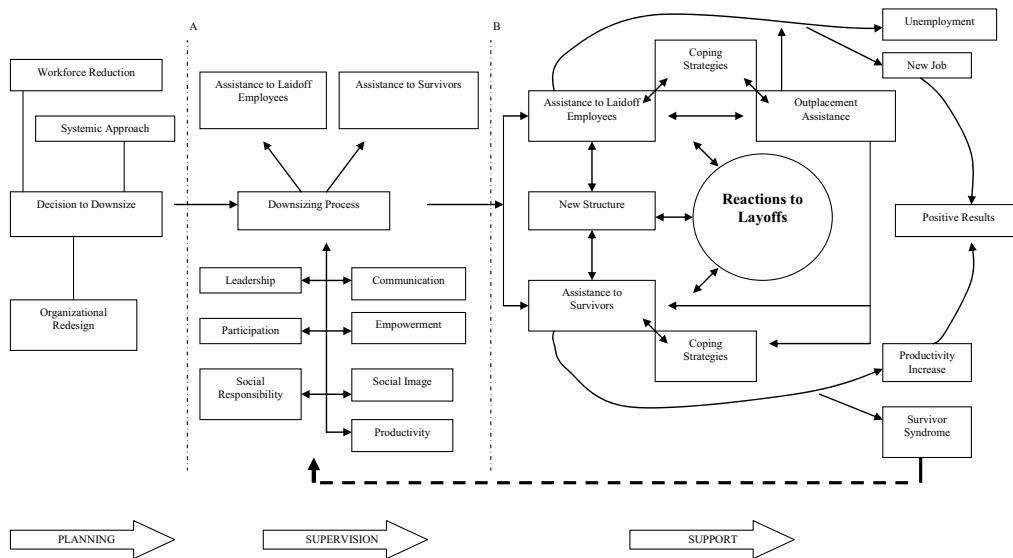 A
B
Workforce Reduction
Systemic Approach
Decision to Downsize
Organizational
Redesign
Assistance to Laidoff
Employees
Assistance to Survivors
Downsizing Process
Leadership
Communication
Participation
Empowerment
Social
Responsibility
Social Image
Productivity
Coping
Strategies
Assistance to Laidoff
Employees
Outplacement
Assistance
New Structure
Reactions to
Layoffs
Assistance to
Survivors
Coping
Strategies
Unemployment
New Job
Positive Results
Productivity
Increase
Survivor
Syndrome
PLANNING
SUPERVISION
SUPPORT